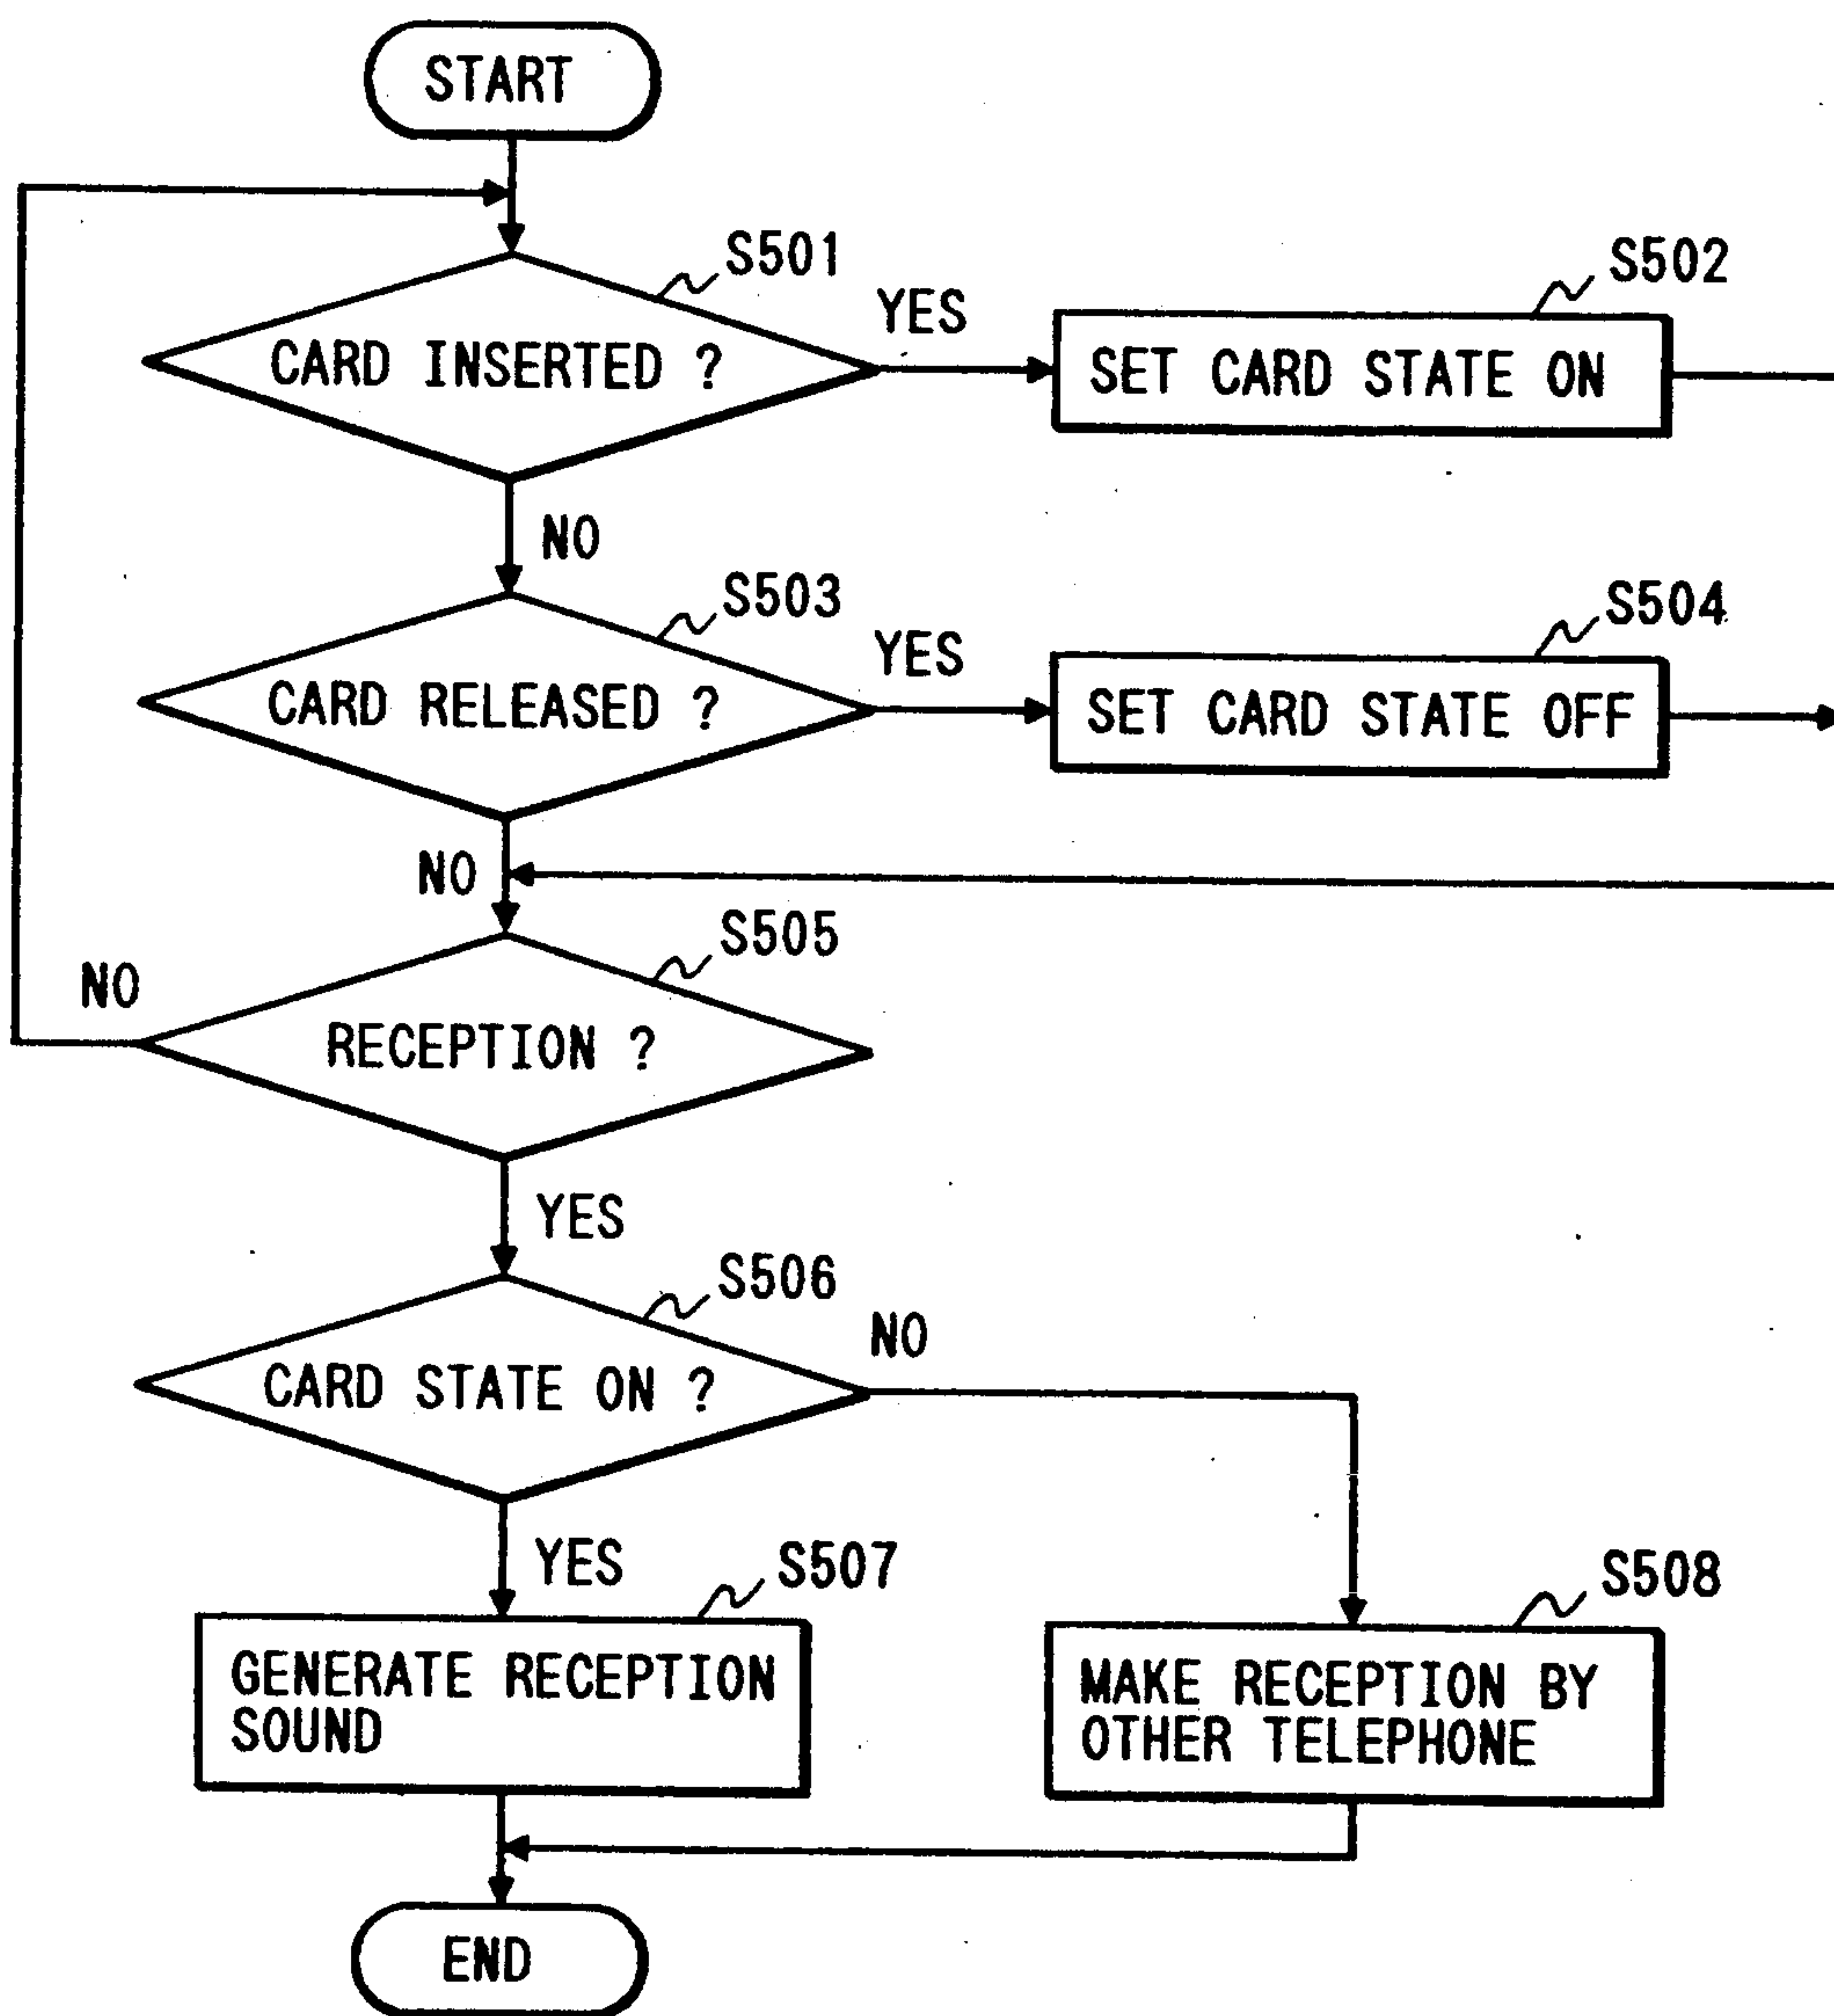 START
S501
CARD INSERTED ?
YES
S502
SET CARD STATE ON
NO
S503
CARD RELEASED ?
YES
S504
SET CARD STATE OFF
NO
S505
RECEPTION ?
NO
YES
S506
CARD STATE ON ?
NO
YES
S507
GENERATE RECEPTION
SOUND
S508
MAKE RECEPTION BY
OTHER TELEPHONE
END